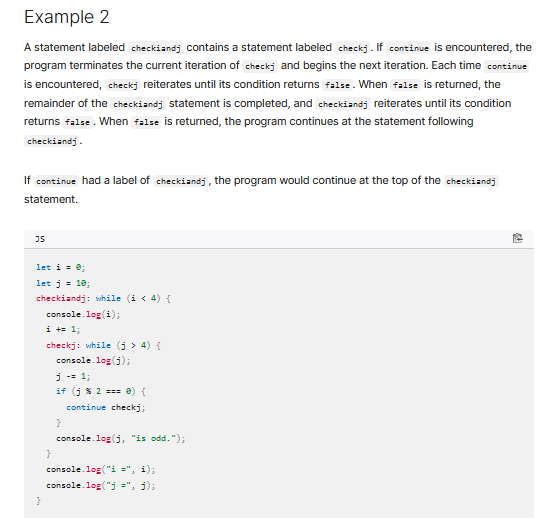 Example 2
A statement labeled checkiandj contains a statement labeled checkj. If continue is encountered, the
program terminates the current iteration of checkj and begins the next iteration. Each time continue
is encountered, checkj reiterates until its condition returns false. When false is returned, the
remainder of the checkiandj statement is completed, and checkiandj reiterates until its condition
returns false. When false is returned, the program continues at the statement following
checkiandj.
If continue had a label of checkiandj, the program would continue at the top of the checkiandj
statement.
JS
let i = 0;
let j = 10;
checkiandj: while (i < 4) {
  console.log(i);
  i += 1;
  checkj: while (j > 4) {
    console.log(j);
    j -= 1;
    if (j % 2 === 0) {
      continue checkj;
    }
    console.log(j, "is odd.");
  }
  console.log("i =", i);
  console.log("j =", j);
}